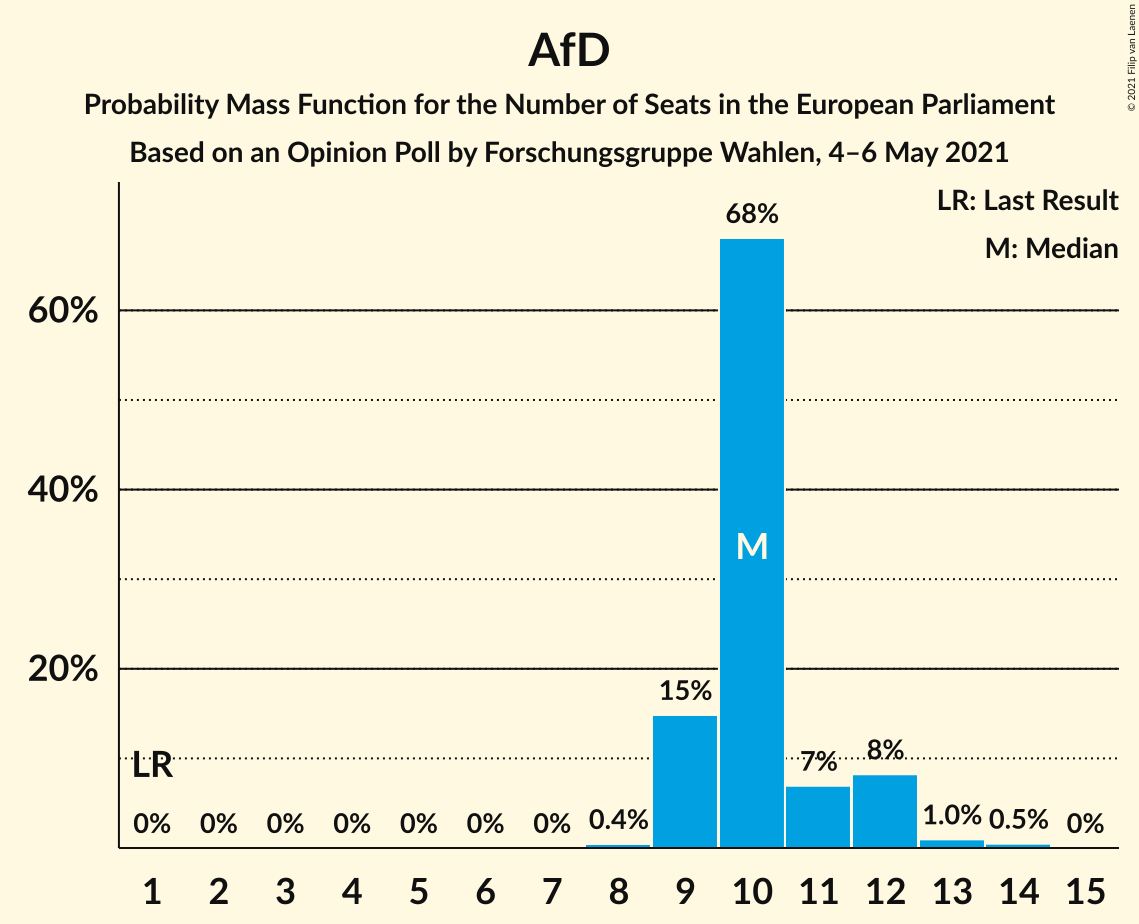 AfD
Probability Mass Function for the Number of Seats in the European Parliament
Based on an Opinion Poll by Forschungsgruppe Wahlen, 4–6 May 2021
© 2021 Filip van Laenen
LR: Last Result
M: Median
68%
60%
40%
M
20%
15%
LR
7%
8%
0%
0%
0%
0%
0%
0%
0%
0.4%
1.0%
0.5%
0%
1 2 3 4 5 6 7 8 9 10 11 12 13 14 15